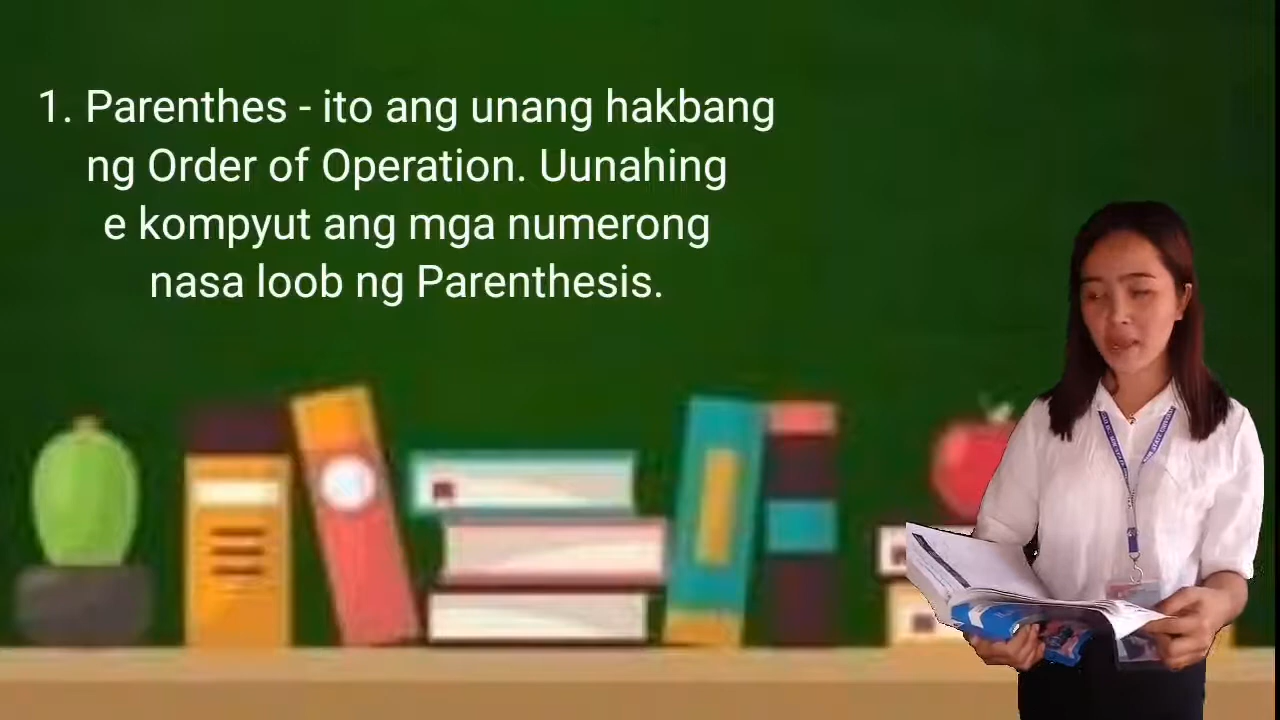 1. Parenthes - ito ang unang hakbang
ng Order of Operation. Uunahing
e kompyut ang mga numerong
nasa loob ng Parenthesis.